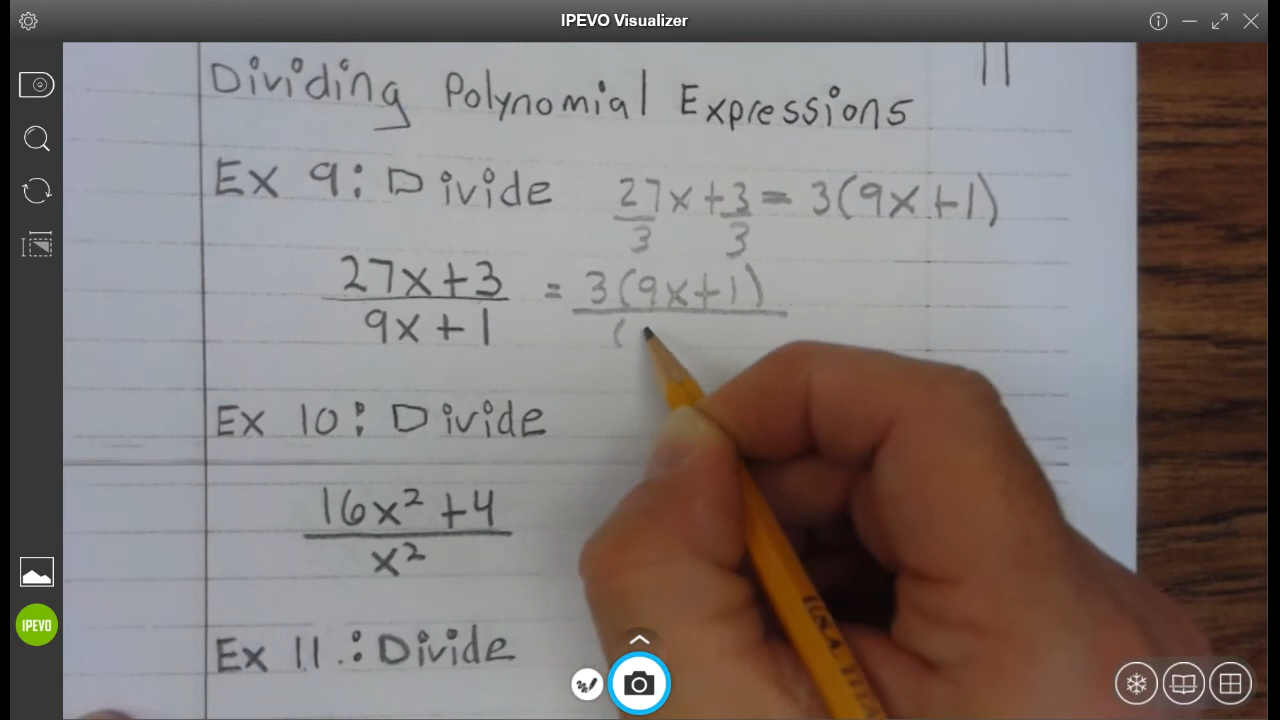 IPEVO Visualizer
11
Dividing Polynomial Expressions
Ex 9: Divide
27x + 3 = 3(9x + 1)
3 3
27x + 3 = 3(9x + 1)
9x + 1 (
Ex 10: Divide
16x² + 4
x²
Ex 11: Divide
IPEVO
U.S.A.